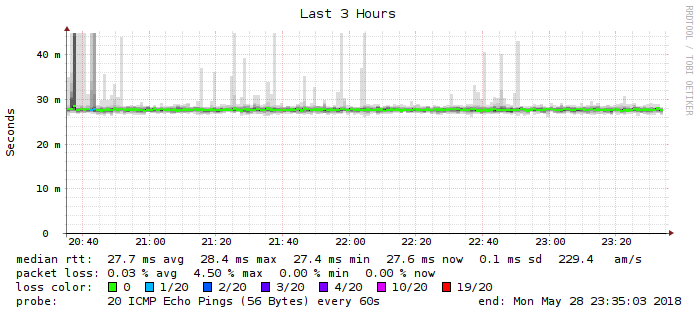 Last 3 Hours
RRDTOOL / TOBI OETIKER
Seconds
40 m
30 m
20 m
10 m
0
20:40 21:00 21:20 21:40 22:00 22:20 22:40 23:00 23:20
median rtt: 27.7 ms avg 28.4 ms max 27.4 ms min 27.6 ms now 0.1 ms sd 229.4 am/s
packet loss: 0.03 % avg 4.50 % max 0.00 % min 0.00 % now
loss color: 0 1/20 2/20 3/20 4/20 10/20 19/20
probe: 20 ICMP Echo Pings (56 Bytes) every 60s end: Mon May 28 23:35:03 2018